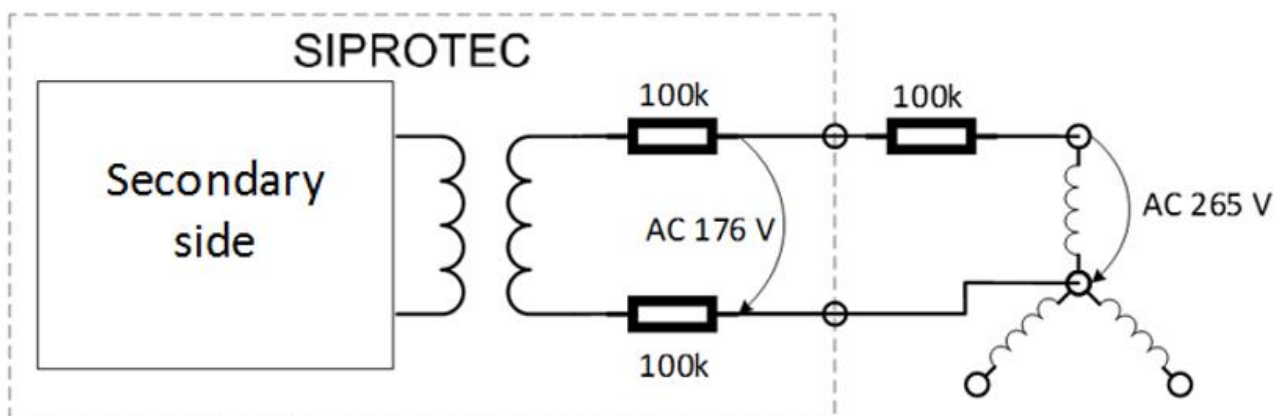 SIPROTEC
100k
100k
Secondary
side
AC 176 V
AC 265 V
100k